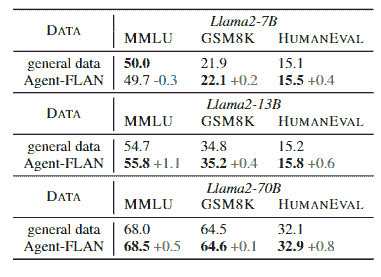 DATA Llama2-7B
MMLU GSM8K HUMANEVAL
general data 50.0 21.9 15.1
Agent-FLAN 49.7 -0.3 22.1 +0.2 15.5 +0.4
DATA Llama2-13B
MMLU GSM8K HUMANEVAL
general data 54.7 34.8 15.2
Agent-FLAN 55.8 +1.1 35.2 +0.4 15.8 +0.6
DATA Llama2-70B
MMLU GSM8K HUMANEVAL
general data 68.0 64.5 32.1
Agent-FLAN 68.5 +0.5 64.6 +0.1 32.9 +0.8